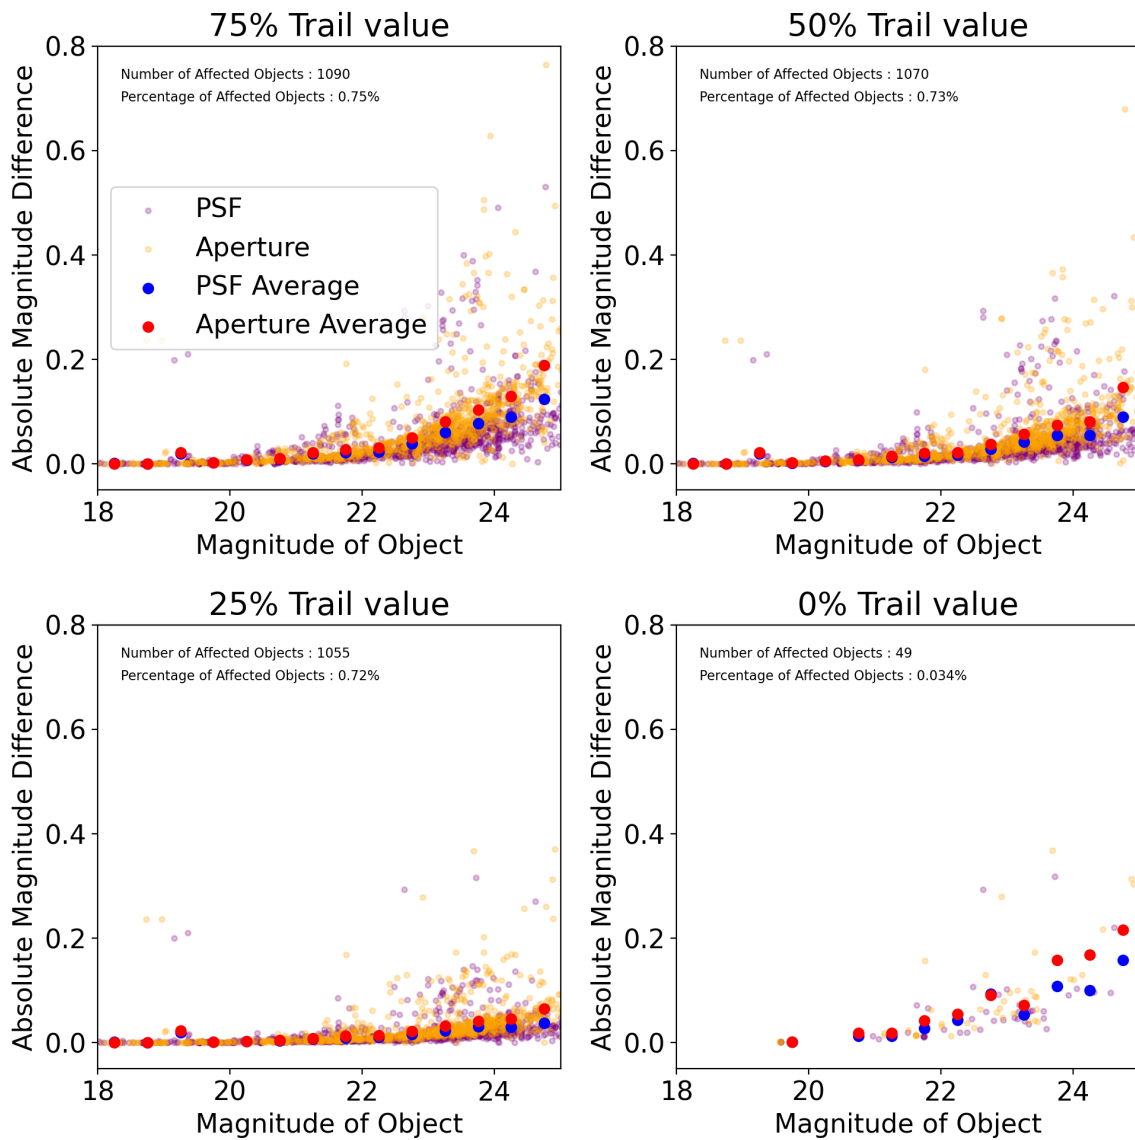 75% Trail value
Number of Affected Objects : 1090
Percentage of Affected Objects : 0.75%
PSF
Aperture
PSF Average
Aperture Average
Absolute Magnitude Difference
0.8
0.6
0.4
0.2
0.0
18 20 22 24
Magnitude of Object
50% Trail value
Number of Affected Objects : 1070
Percentage of Affected Objects : 0.73%
Absolute Magnitude Difference
0.8
0.6
0.4
0.2
0.0
18 20 22 24
Magnitude of Object
25% Trail value
Number of Affected Objects : 1055
Percentage of Affected Objects : 0.72%
Absolute Magnitude Difference
0.8
0.6
0.4
0.2
0.0
18 20 22 24
Magnitude of Object
0% Trail value
Number of Affected Objects : 49
Percentage of Affected Objects : 0.034%
Absolute Magnitude Difference
0.8
0.6
0.4
0.2
0.0
18 20 22 24
Magnitude of Object